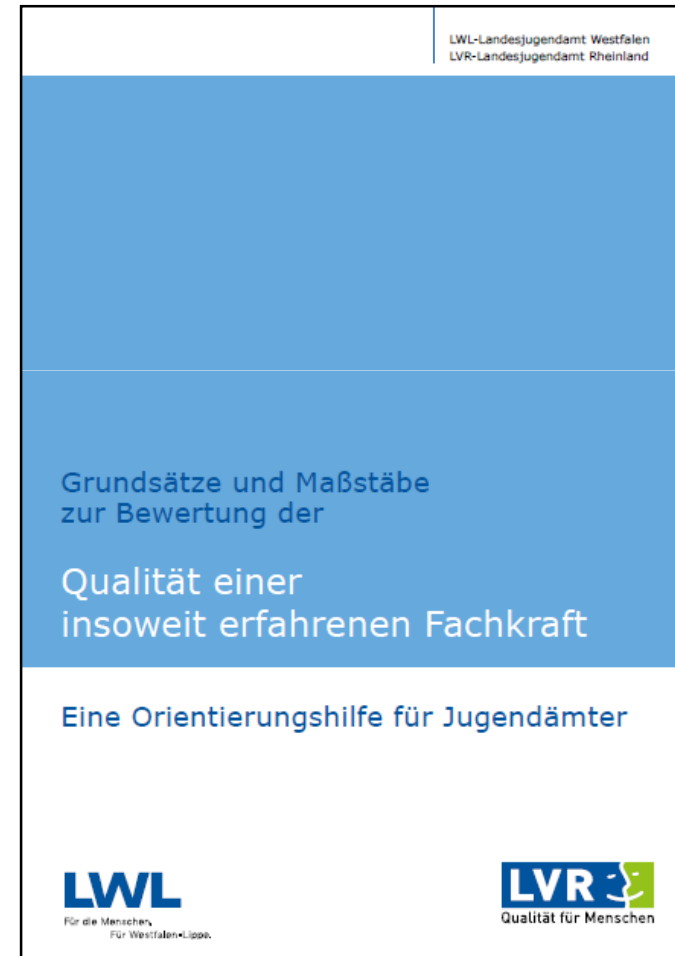 LWL-Landesjugendamt Westfalen
LVR-Landesjugendamt Rheinland
Grundsätze und Maßstäbe
zur Bewertung der
Qualität einer
insoweit erfahrenen Fachkraft
Eine Orientierungshilfe für Jugendämter
LWL
Für die Menschen,
Für Westfalen-Lippe.
LVR
Qualität für Menschen